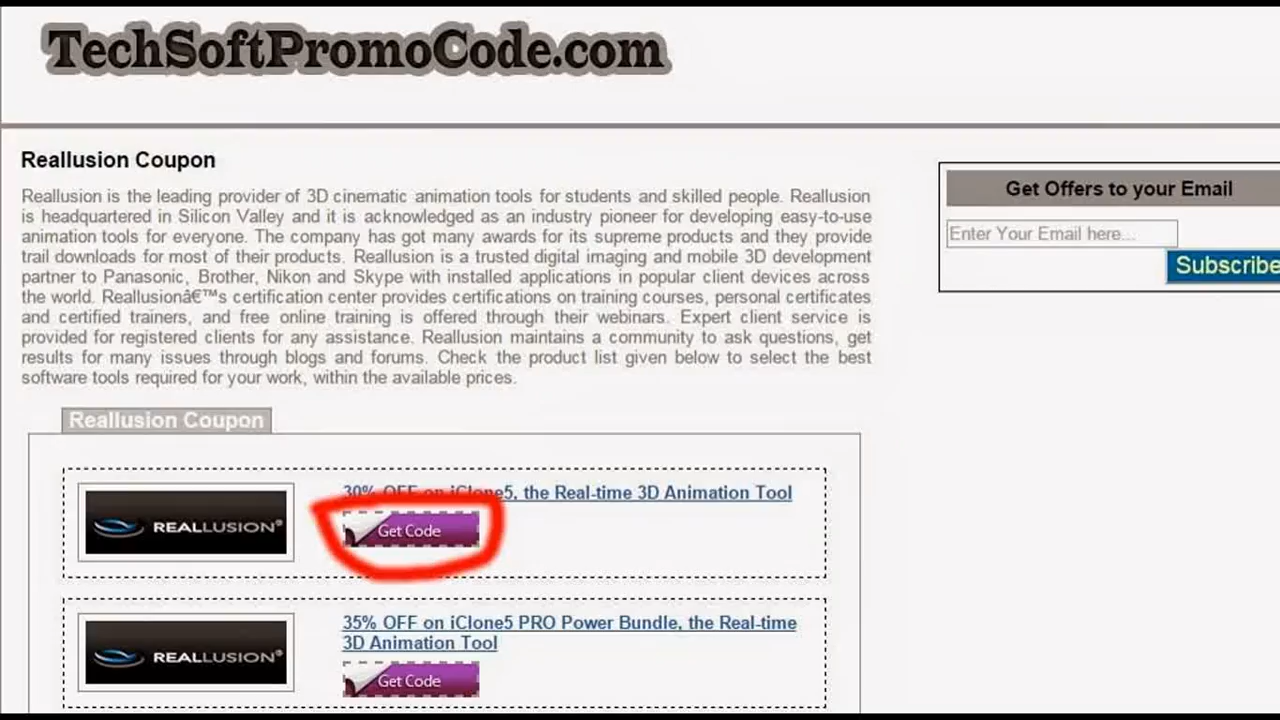 TechSoftPromoCode.com
Reallusion Coupon
Reallusion is the leading provider of 3D cinematic animation tools for students and skilled people. Reallusion
is headquartered in Silicon Valley and it is acknowledged as an industry pioneer for developing easy-to-use
animation tools for everyone. The company has got many awards for its supreme products and they provide
trail downloads for most of their products. Reallusion is a trusted digital imaging and mobile 3D development
partner to Panasonic, Brother, Nikon and Skype with installed applications in popular client devices across
the world. Reallusionâ€™s certification center provides certifications on training courses, personal certificates
and certified trainers, and free online training is offered through their webinars. Expert client service is
provided for registered clients for any assistance. Reallusion maintains a community to ask questions, get
results for many issues through blogs and forums. Check the product list given below to select the best
software tools required for your work, within the available prices.
Get Offers to your Email
Enter Your Email here...
Subscribe
Reallusion Coupon
REALLUSION®
30% OFF on iClone5, the Real-time 3D Animation Tool
Get Code
REALLUSION®
35% OFF on iClone5 PRO Power Bundle, the Real-time
3D Animation Tool
Get Code